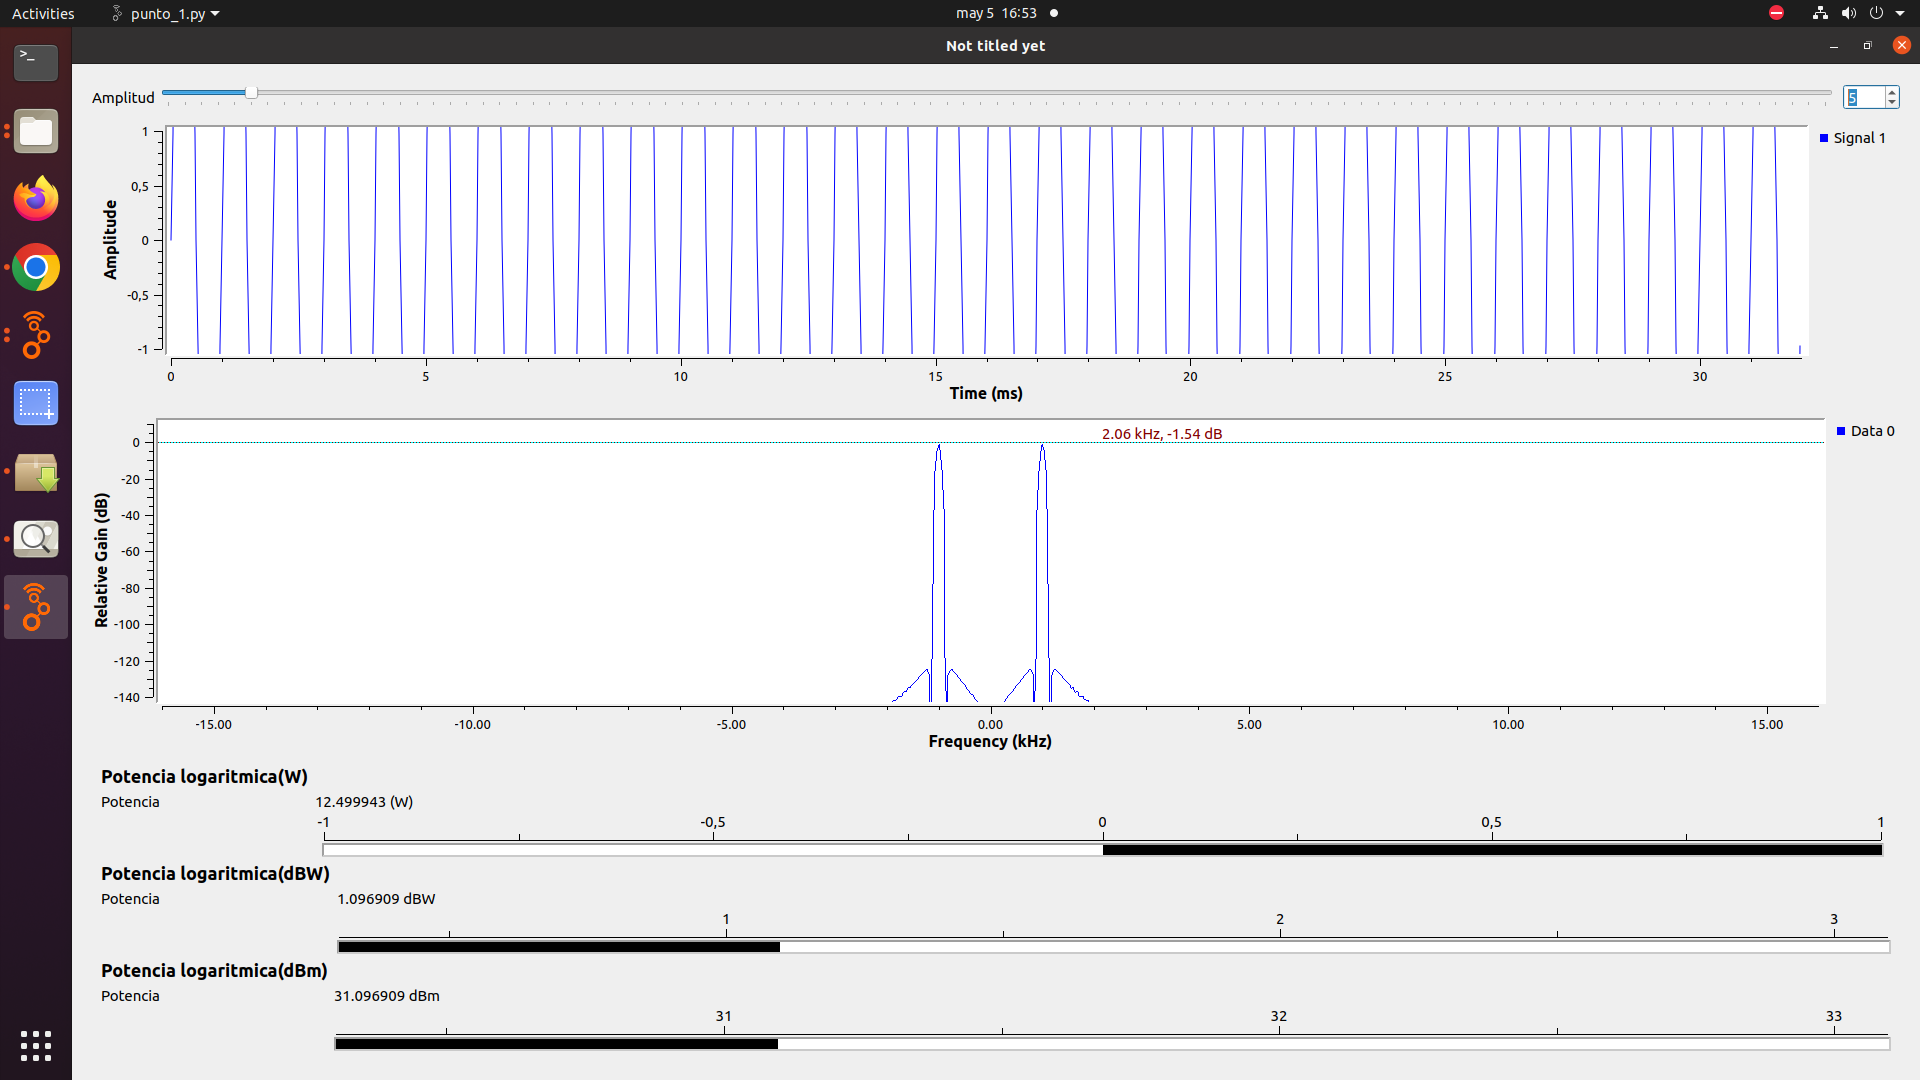 Activities punto_1.py may 5 16:53
Not titled yet
Amplitud 5
1
0,5
0
-0,5
-1
Amplitude
Signal 1
0 5 10 15 20 25 30
Time (ms)
2.06 kHz, -1.54 dB
Data 0
0
-20
-40
-60
-80
-100
-120
-140
Relative Gain (dB)
-15.00 -10.00 -5.00 0.00 5.00 10.00 15.00
Frequency (kHz)
Potencia logaritmica(W)
Potencia 12.499943 (W)
-1 -0,5 0 0,5 1
Potencia logaritmica(dBW)
Potencia 1.096909 dBW
1 2 3
Potencia logaritmica(dBm)
Potencia 31.096909 dBm
31 32 33